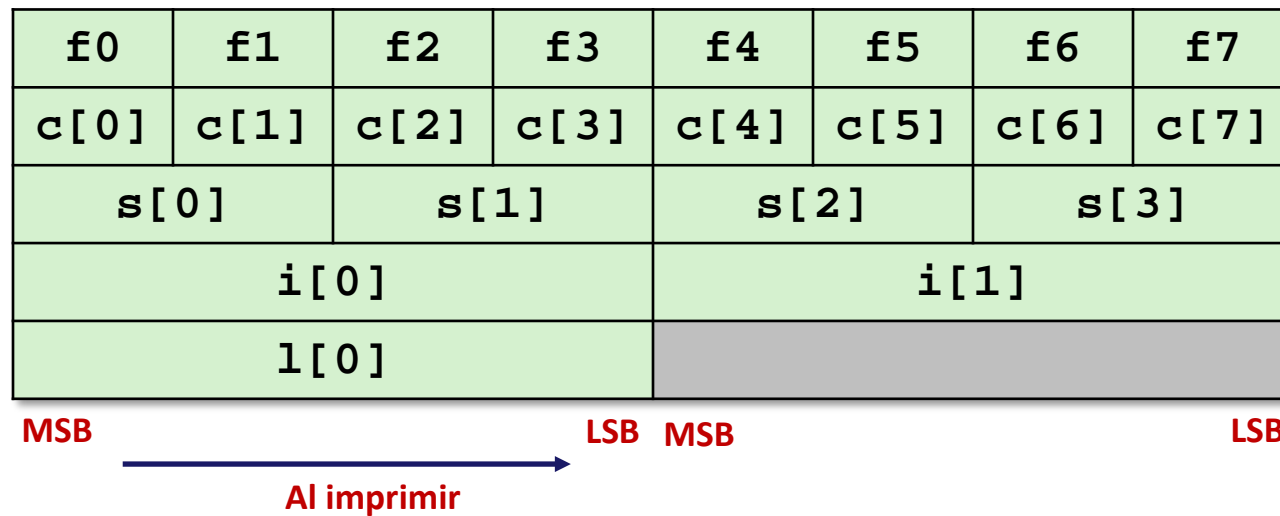 f0 f1 f2 f3 f4 f5 f6 f7
c[0] c[1] c[2] c[3] c[4] c[5] c[6] c[7]
s[0] s[1] s[2] s[3]
i[0] i[1]
l[0]
MSB LSB MSB LSB
Al imprimir